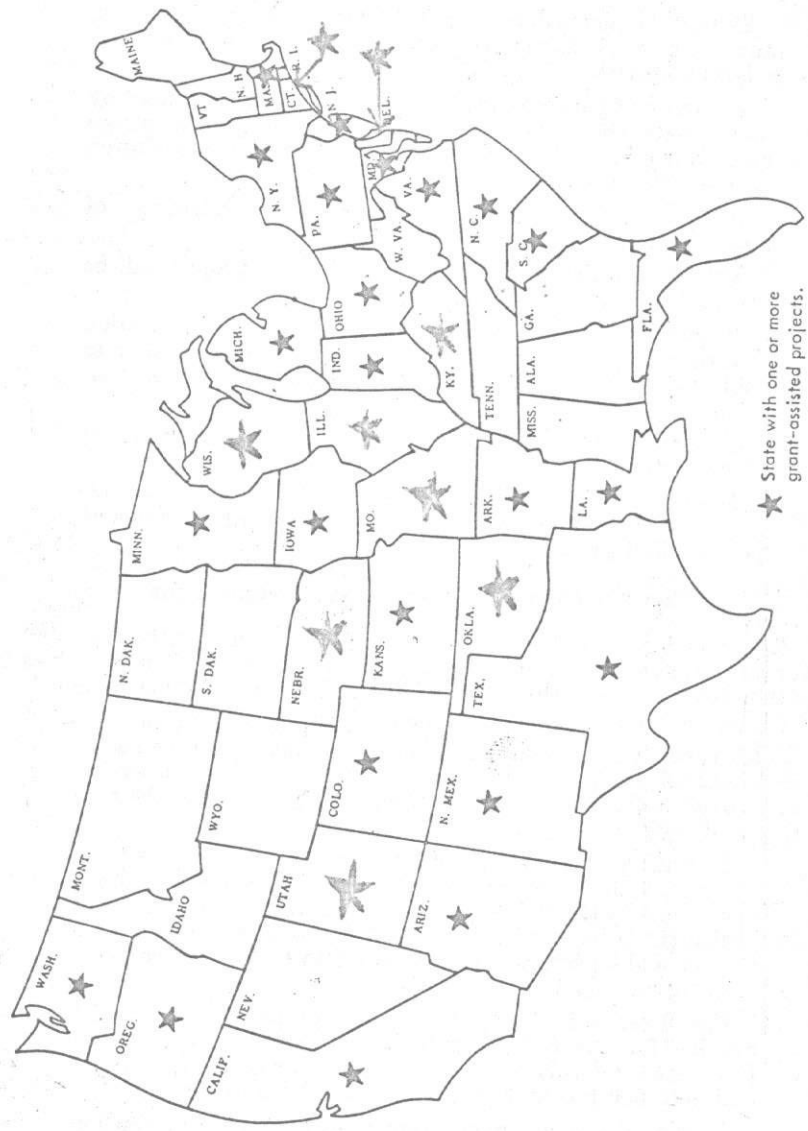 WASH.
OREG.
CALIF.
NEV.
IDAHO
MONT.
WYO.
UTAH
ARIZ.
COLO.
N. MEX.
N. DAK.
S. DAK.
NEBR.
KANS.
OKLA.
TEX.
MINN.
IOWA
MO.
ARK.
LA.
WIS.
ILL.
MICH.
IND.
OHIO
KY.
TENN.
MISS.
ALA.
GA.
FLA.
S. C.
N. C.
VA.
W. VA.
MD.
DEL.
PA.
N. J.
N. Y.
CT.
R. I.
MAS
VT
N. H
MAINE
State with one or more
grant-assisted projects.